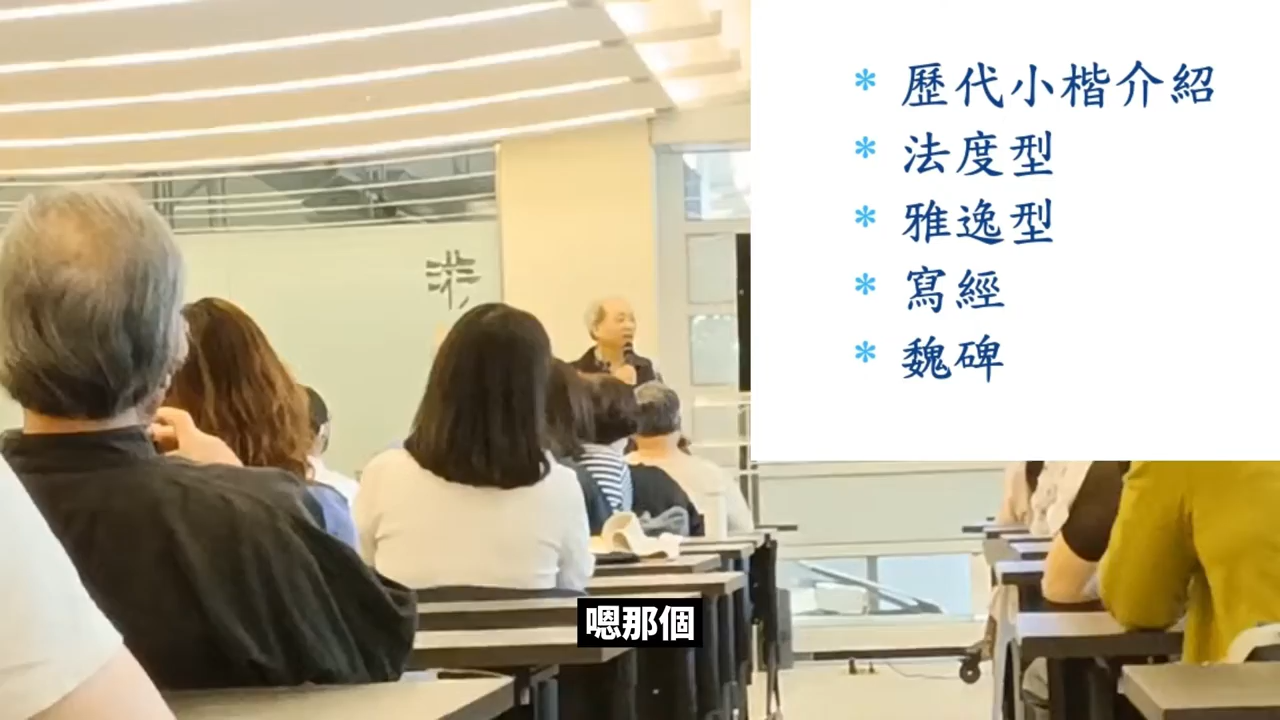 * 歷代小楷介紹
* 法度型
* 雅逸型
* 寫經
* 魏碑
嗯那個